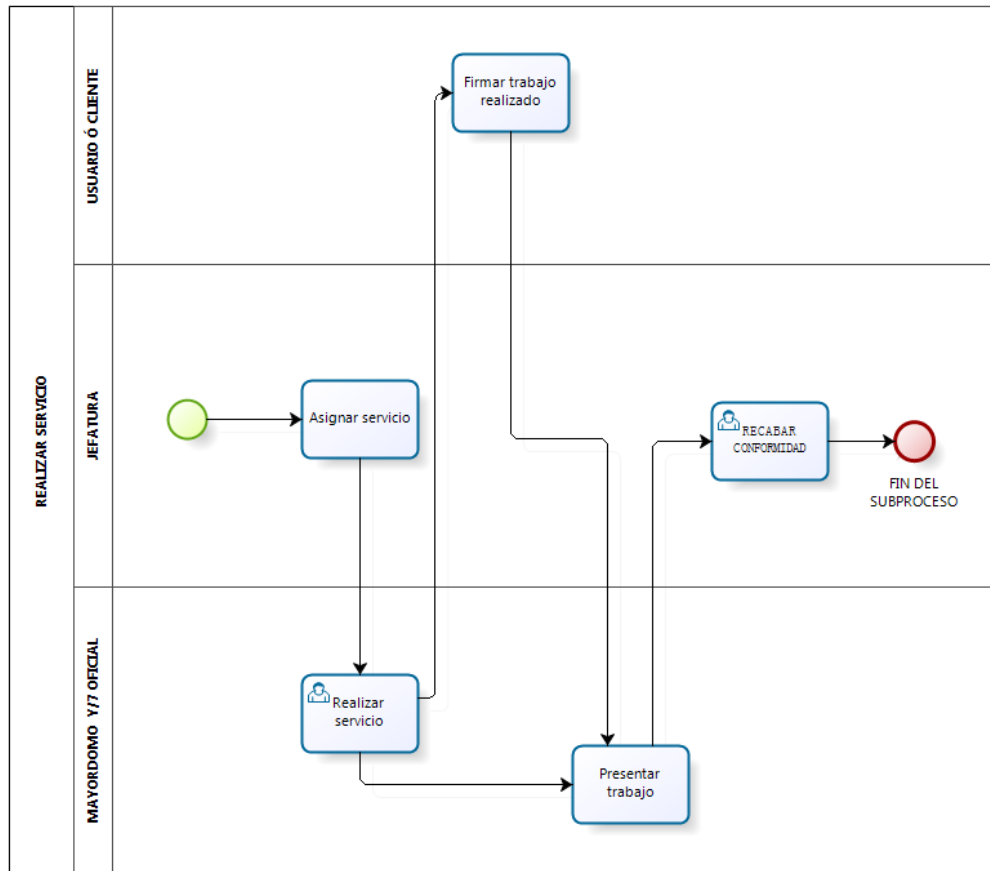 REALIZAR SERVICIO
USUARIO Ó CLIENTE
Firmar trabajo
realizado
JEFATURA
Asignar servicio
RECABAR
CONFORMIDAD
FIN DEL
SUBPROCESO
MAYORDOMO Y/7 OFICIAL
Realizar
servicio
Presentar
trabajo